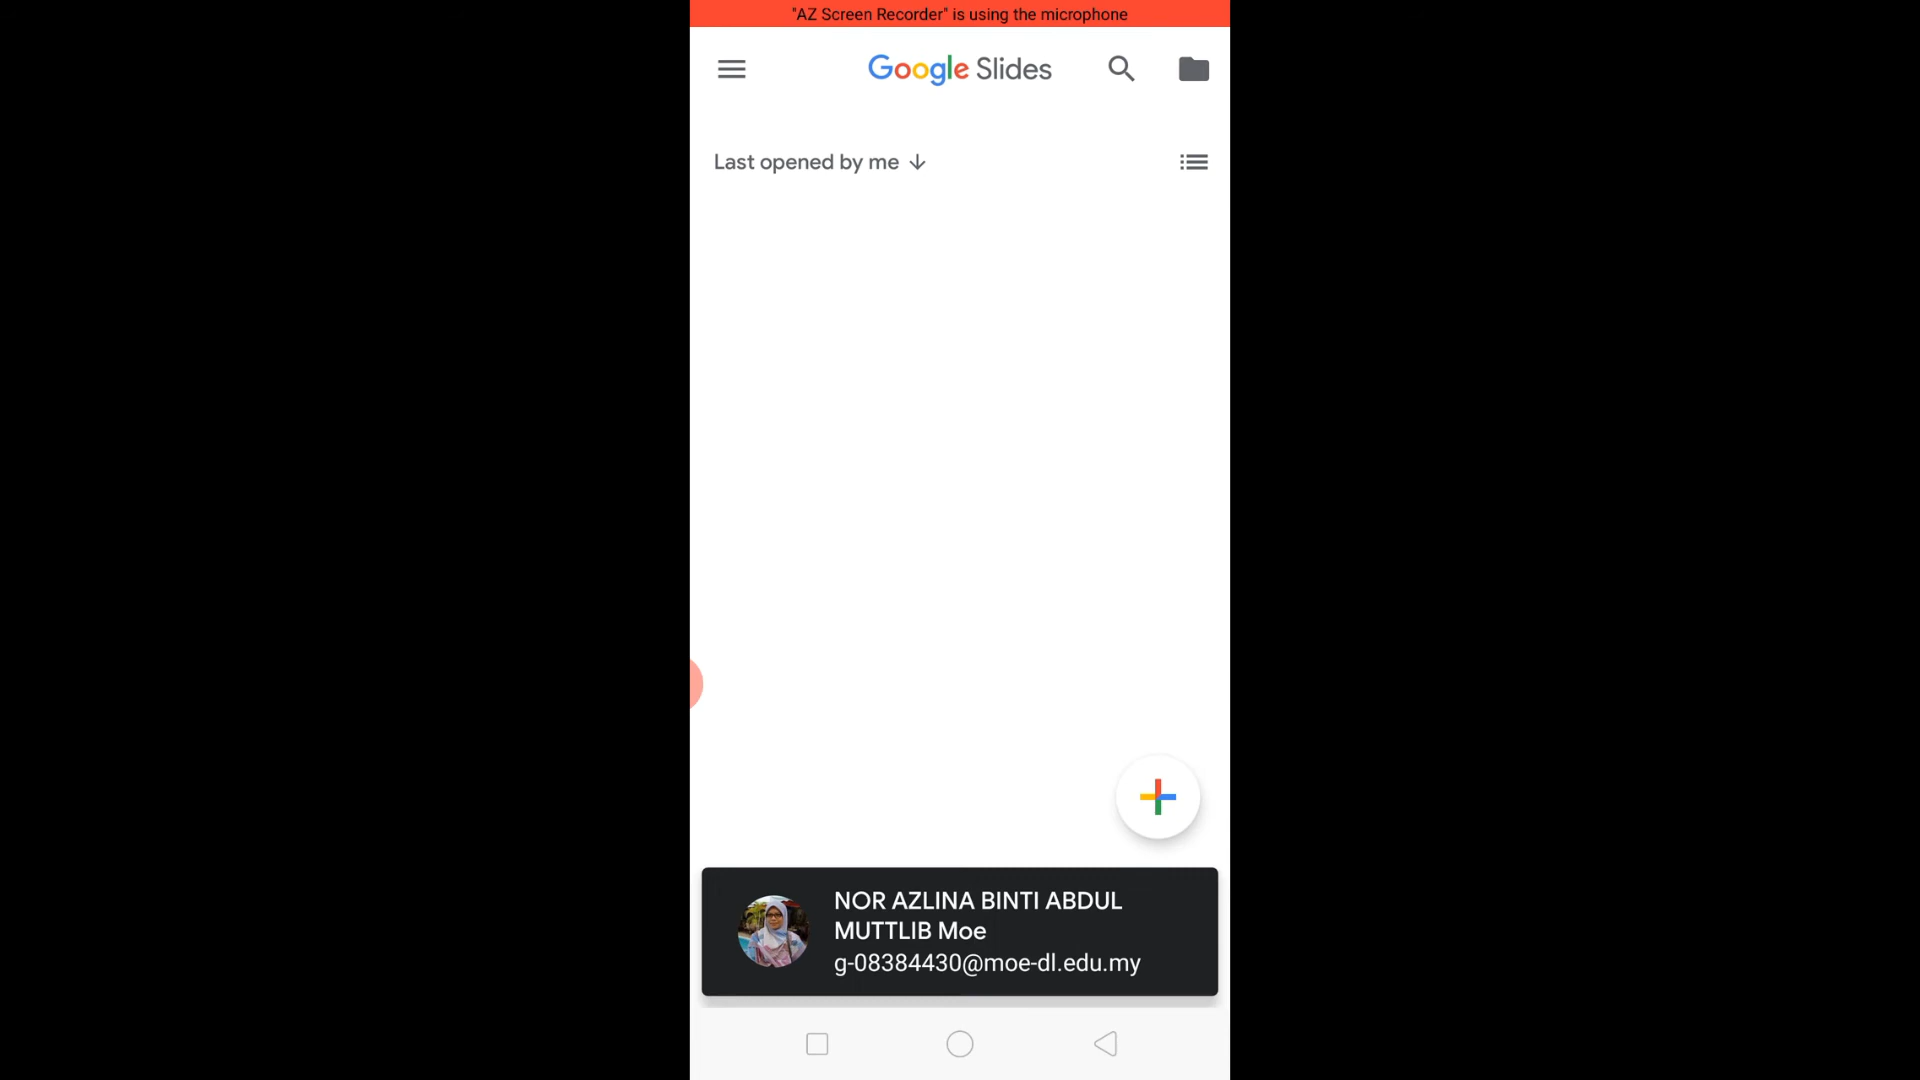 "AZ Screen Recorder" is using the microphone
Google Slides
Last opened by me
NOR AZLINA BINTI ABDUL
MUTTLIB Moe
g-08384430@moe-dl.edu.my